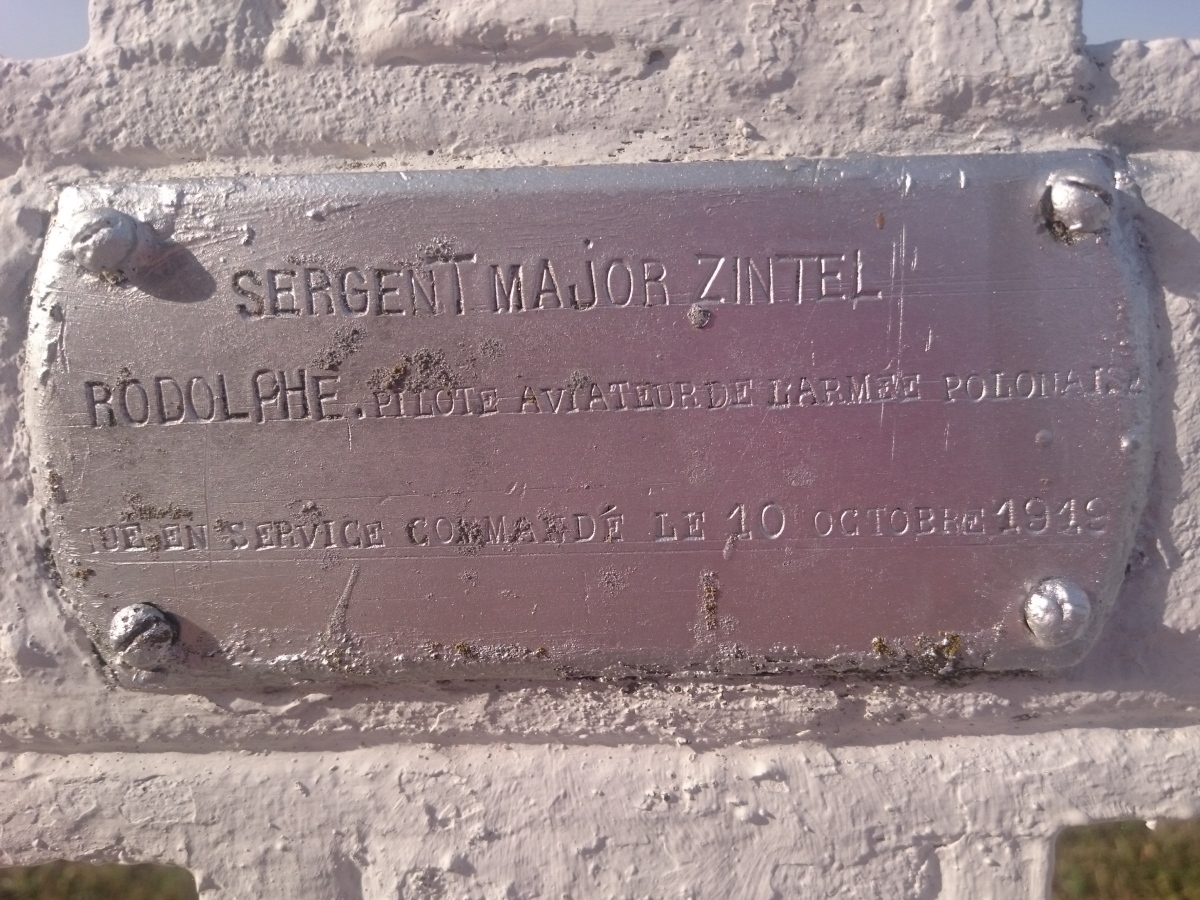 SERGENT MAJOR ZINTEL
RODOLPHE. PILOTE AVIATEUR DE L'ARMÉE POLONAISE
TUÉ EN SERVICE COMMANDÉ LE 10 OCTOBRE 1919